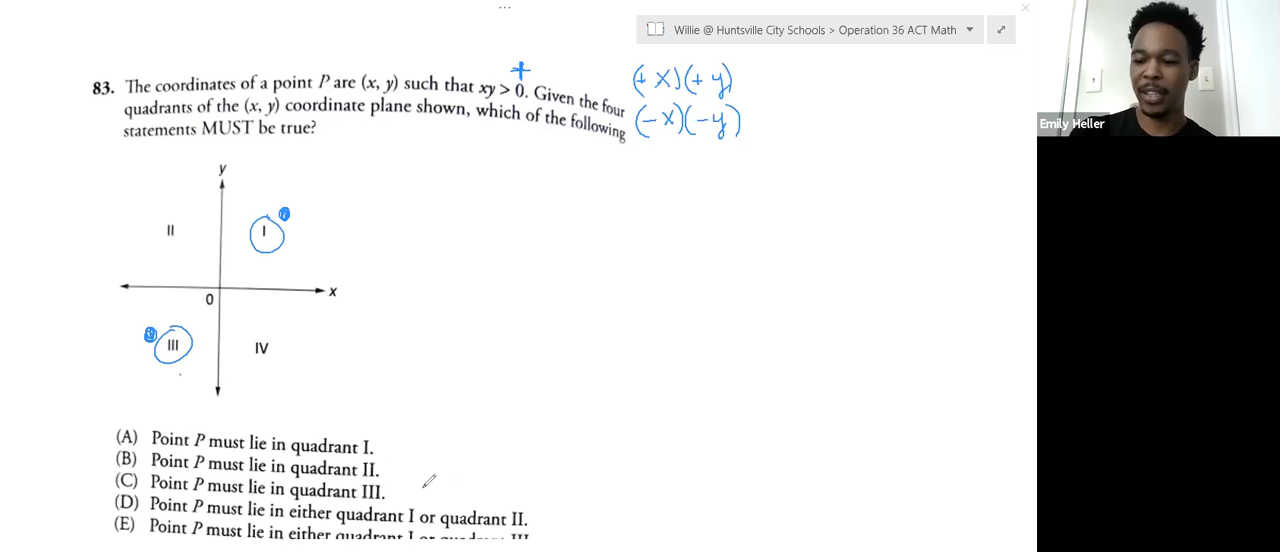 ...
Willie @ Huntsville City Schools > Operation 36 ACT Math
83. The coordinates of a point P are (x, y) such that xy > 0. Given the four
quadrants of the (x, y) coordinate plane shown, which of the following
statements MUST be true?
+
(+x)(+y)
(-x)(-y)
Emily Heller
y
II
I
x
0
III
IV
(A) Point P must lie in quadrant I.
(B) Point P must lie in quadrant II.
(C) Point P must lie in quadrant III.
(D) Point P must lie in either quadrant I or quadrant II.
(E) Point P must lie in either quadrant I or quadrant III.